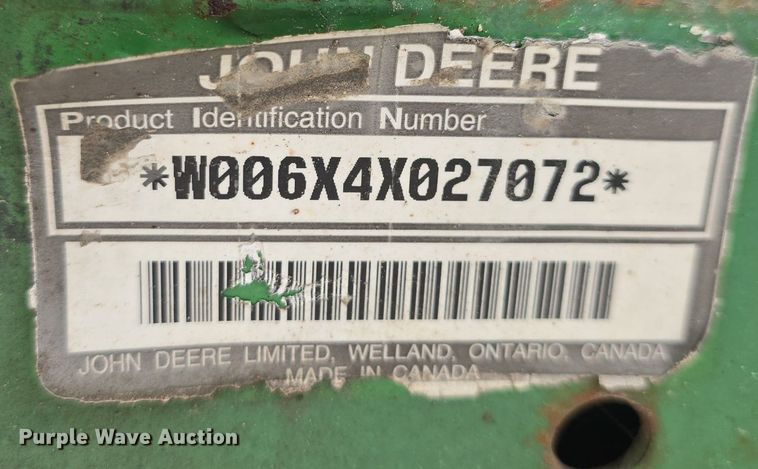 JOHN DEERE
Product Identification Number
*W006X4X027072*
JOHN DEERE LIMITED, WELLAND, ONTARIO, CANADA
MADE IN CANADA
Purple Wave Auction